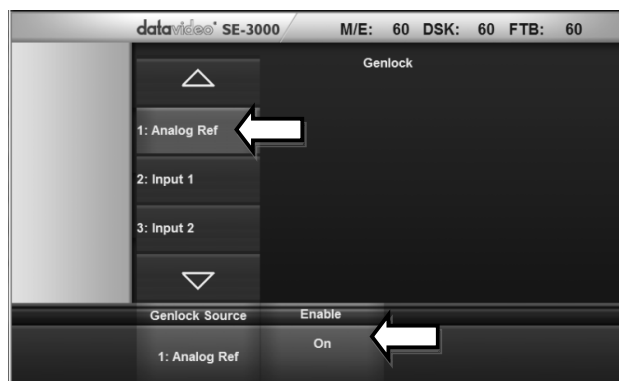 datavideo® SE-3000 M/E: 60 DSK: 60 FTB: 60
Genlock
1: Analog Ref
2: Input 1
3: Input 2
Genlock Source Enable
1: Analog Ref On